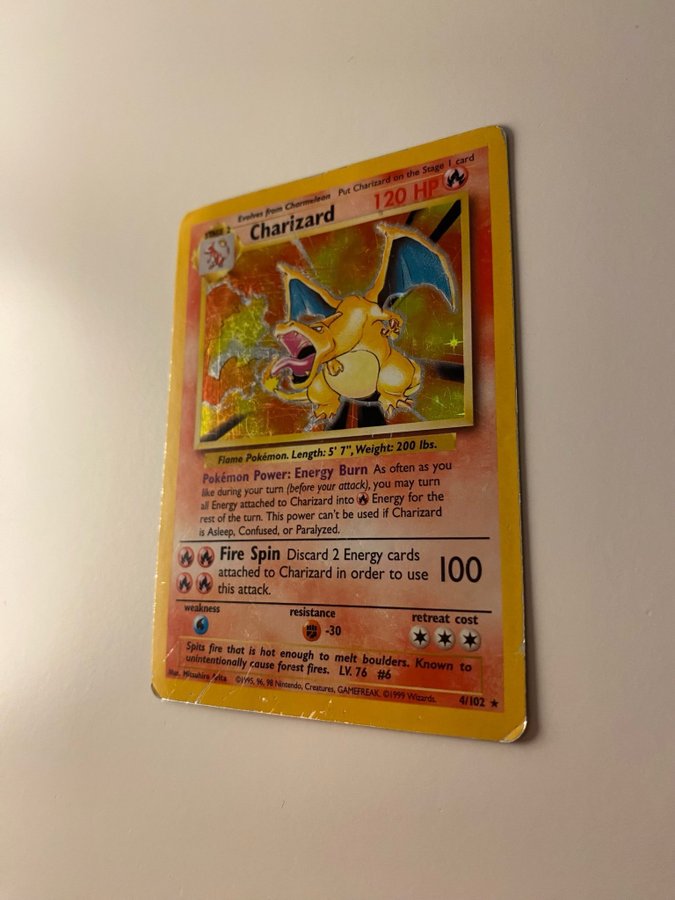 Evolves from Charmeleon Put Charizard on the Stage 1 card
STAGE 2 Charizard 120 HP
Flame Pokémon. Length: 5' 7", Weight: 200 lbs.
Pokémon Power: Energy Burn As often as you
like during your turn (before your attack), you may turn
all Energy attached to Charizard into Energy for the
rest of the turn. This power can't be used if Charizard
is Asleep, Confused, or Paralyzed.
Fire Spin Discard 2 Energy cards
attached to Charizard in order to use 100
this attack.
weakness resistance retreat cost
-30
Spits fire that is hot enough to melt boulders. Known to
unintentionally cause forest fires. LV. 76 #6
Illus. Mitsuhiro Arita ©1995, 96, 98 Nintendo, Creatures, GAMEFREAK. ©1999 Wizards. 4/102 ★